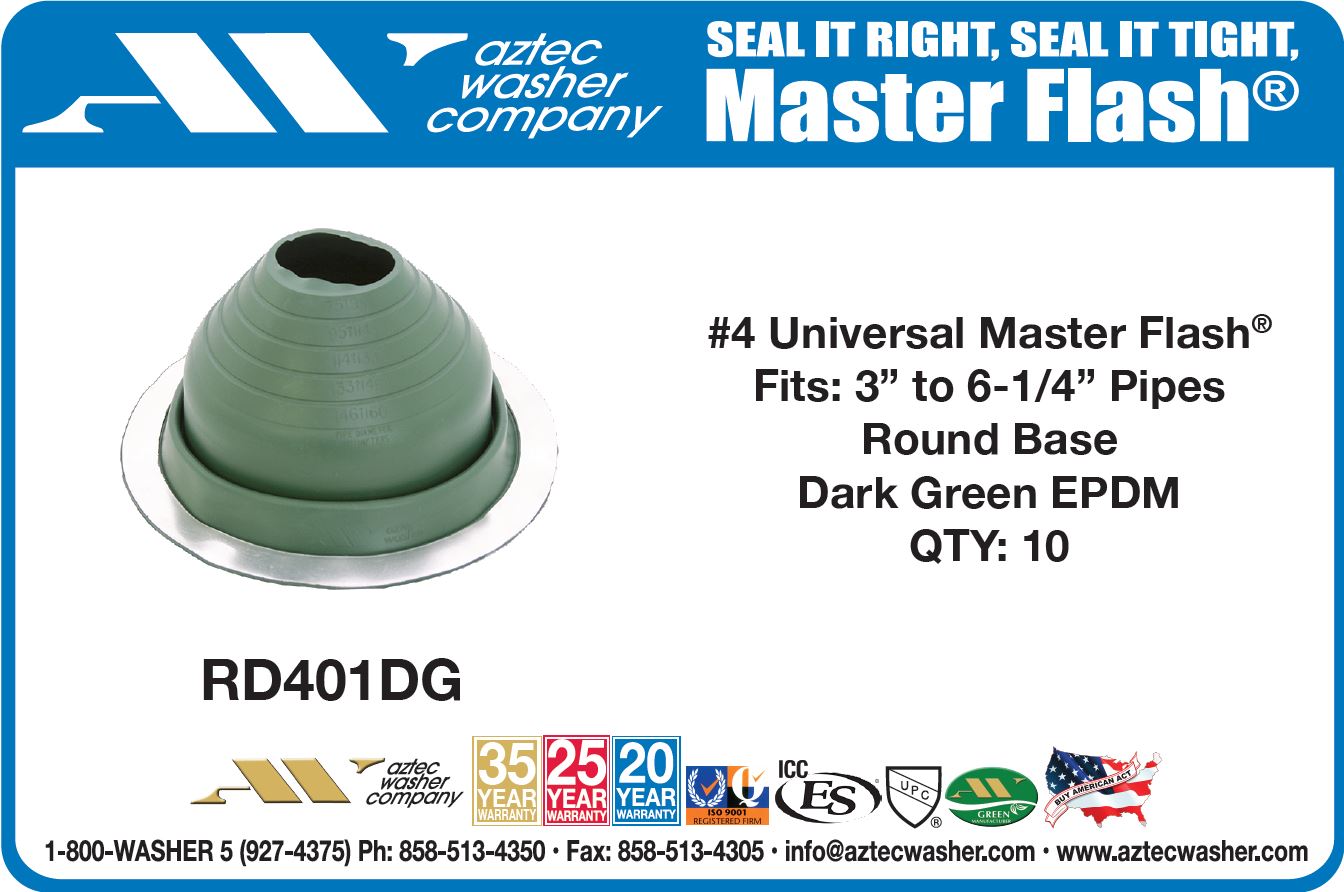 aztec
washer
company
SEAL IT RIGHT, SEAL IT TIGHT,
Master Flash®
#4 Universal Master Flash®
Fits: 3” to 6-1/4” Pipes
Round Base
Dark Green EPDM
QTY: 10
aztec
washer
RD401DG
aztec
washer
company
35
YEAR
WARRANTY
25
YEAR
WARRANTY
20
YEAR
WARRANTY
Q
ISO 9001
REGISTERED FIRM
ICC
ES
UPC
®
GREEN
MANUFACTURER
BUY AMERICAN ACT
1-800-WASHER 5 (927-4375) Ph: 858-513-4350 • Fax: 858-513-4305 • info@aztecwasher.com • www.aztecwasher.com